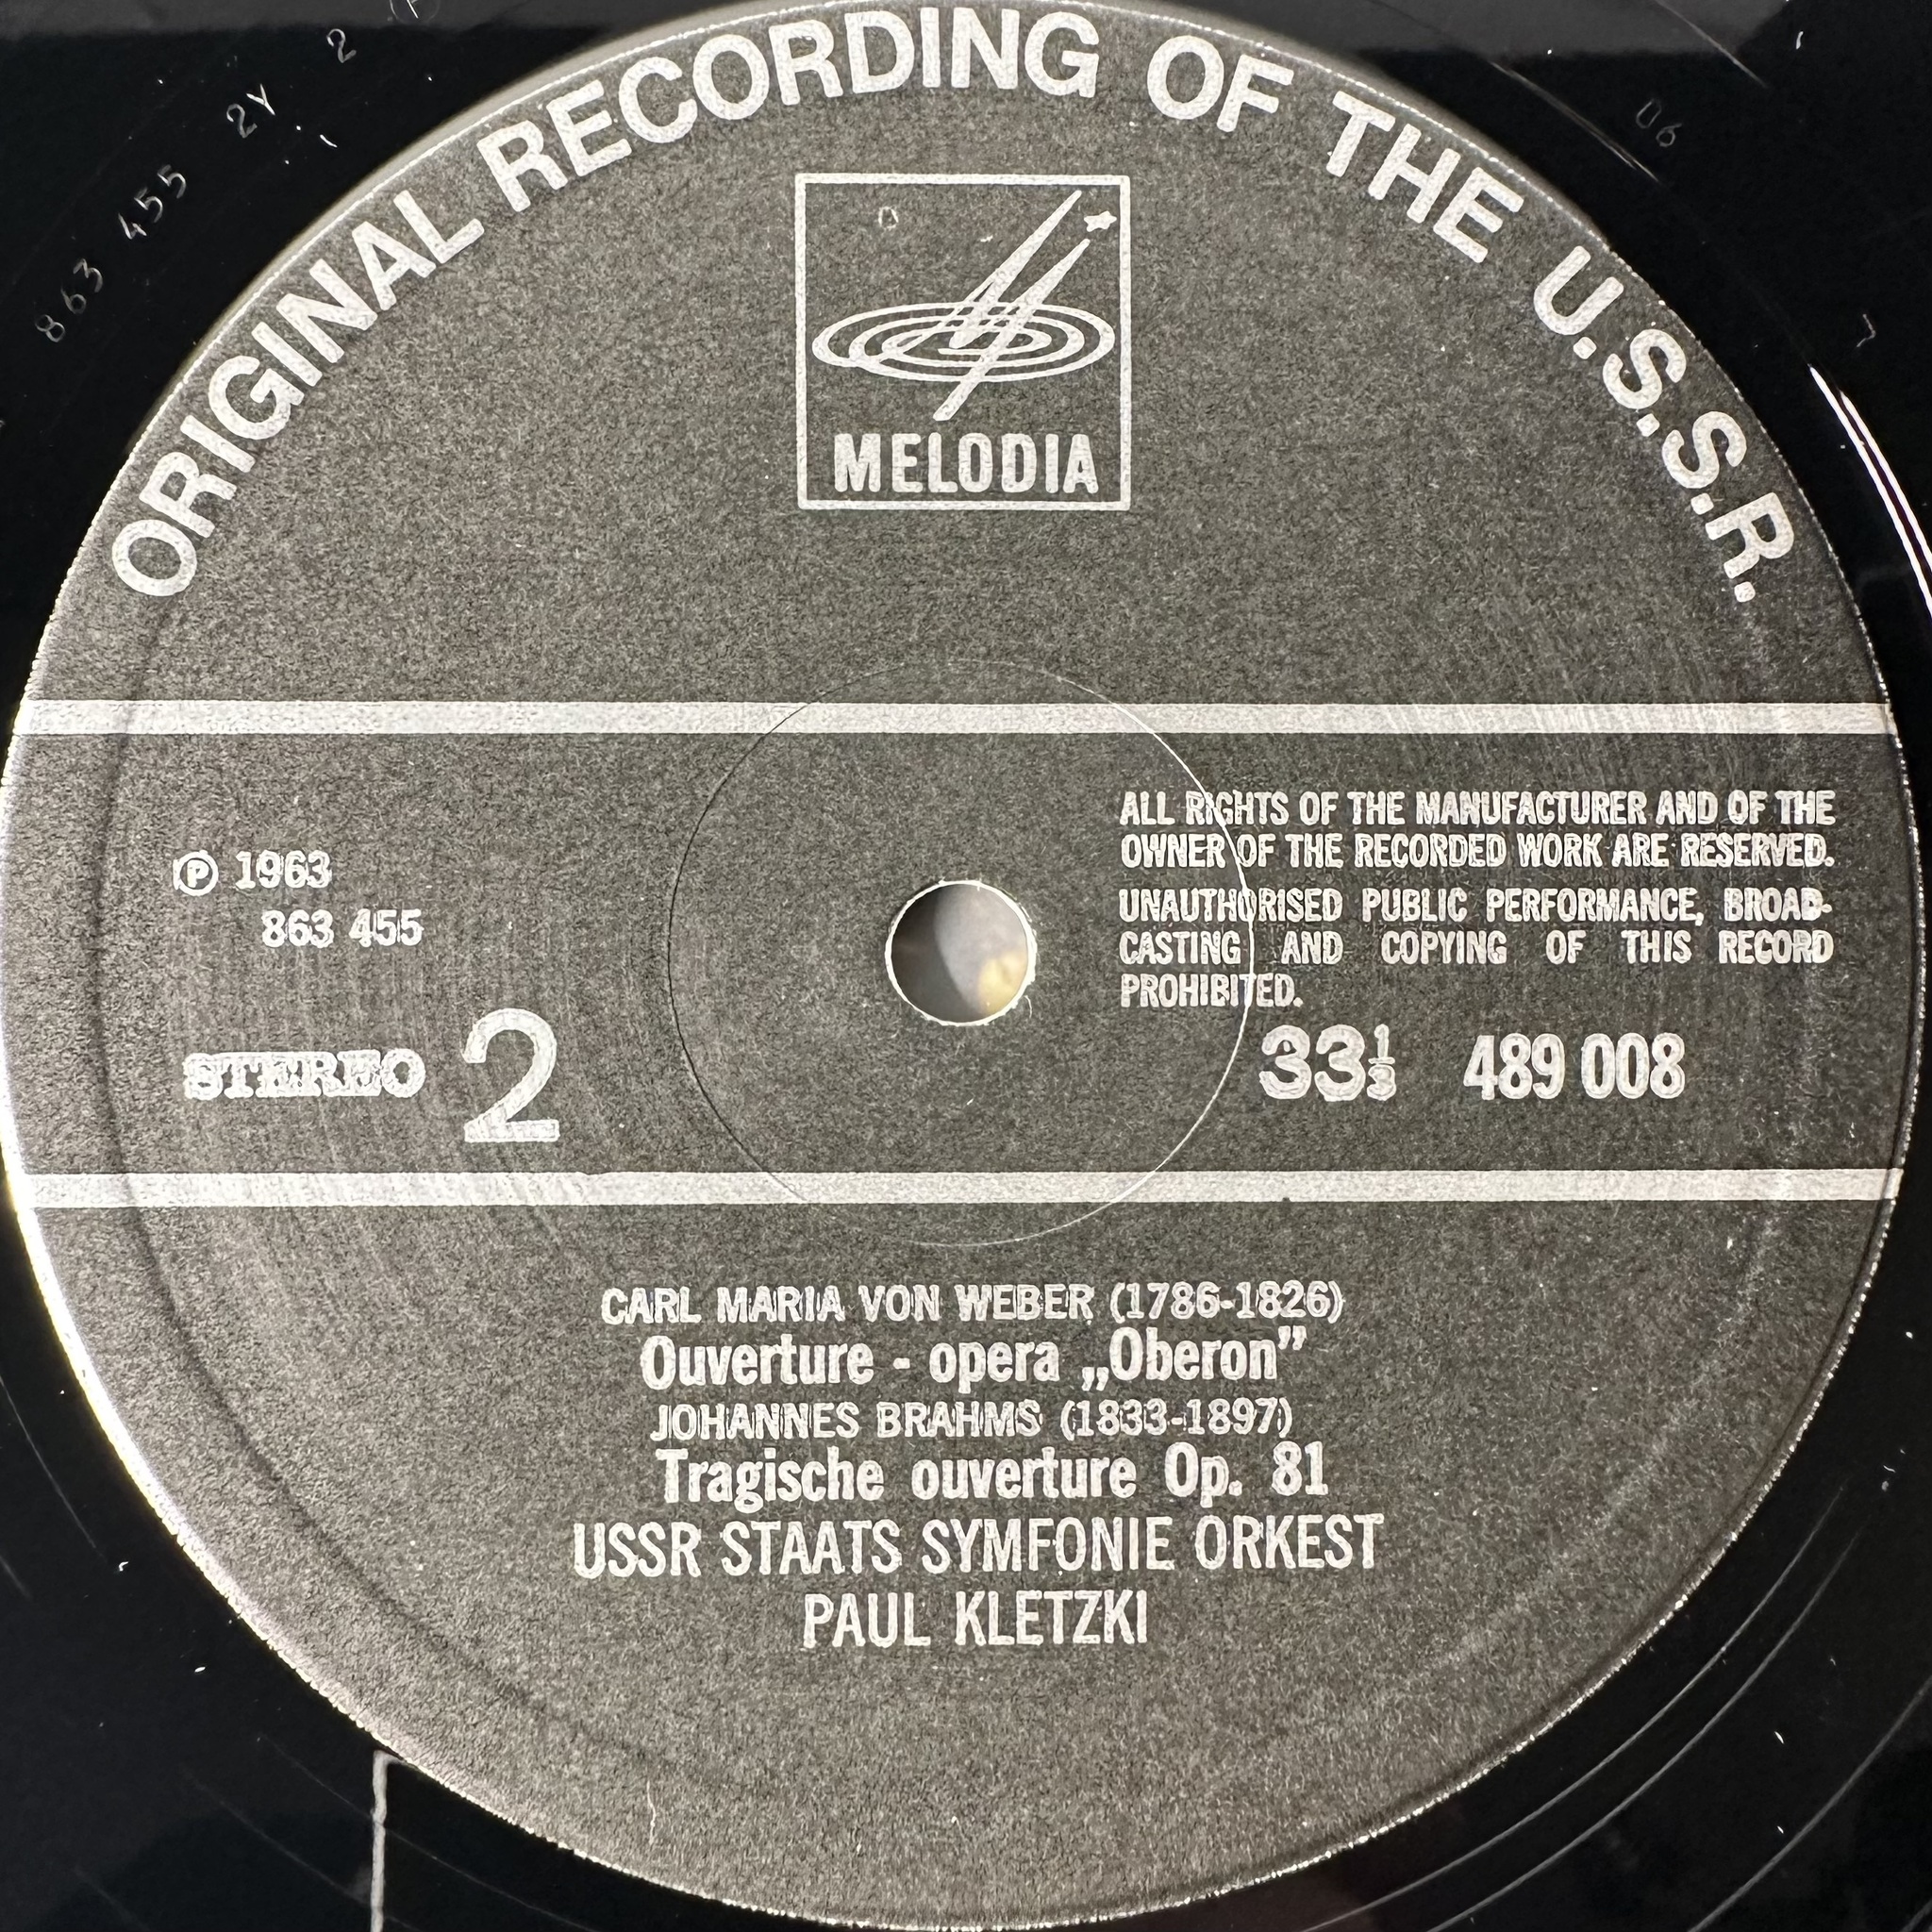 863 455 2Y 2
06
ORIGINAL RECORDING OF THE U.S.S.R.
MELODIA
ALL RIGHTS OF THE MANUFACTURER AND OF THE
OWNER OF THE RECORDED WORK ARE RESERVED.
UNAUTHORISED PUBLIC PERFORMANCE, BROAD-
CASTING AND COPYING OF THIS RECORD
PROHIBITED.
℗ 1963
863 455
STEREO 2
33⅓ 489 008
CARL MARIA VON WEBER (1786-1826)
Ouverture - opera „Oberon”
JOHANNES BRAHMS (1833-1897)
Tragische ouverture Op. 81
USSR STAATS SYMFONIE ORKEST
PAUL KLETZKI